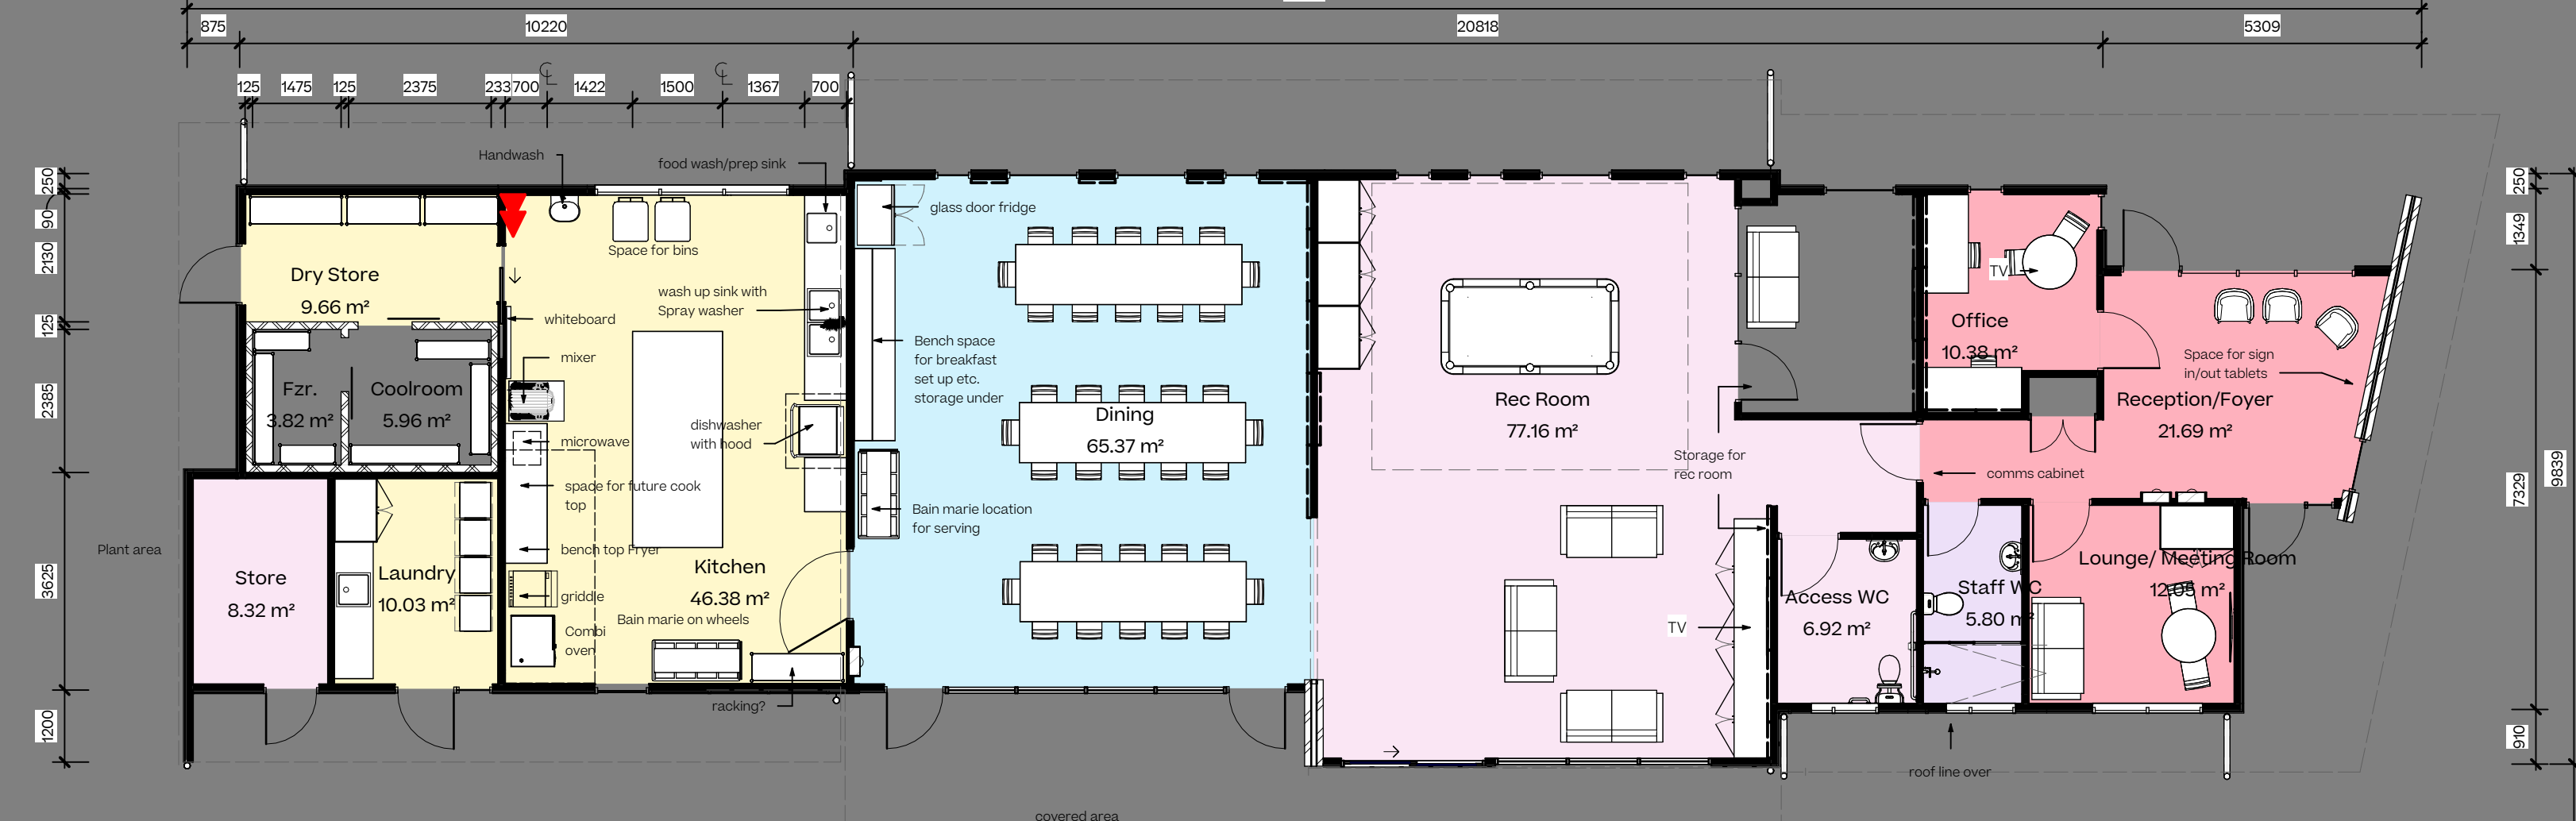 875
10220
20818
5309
125
1475
125
2375
233
700
1422
1500
1367
700
250
90
2130
125
2385
3625
1200
250
1349
7329
9839
910
Handwash
food wash/prep sink
glass door fridge
Space for bins
Dry Store
9.66 m²
wash up sink with
Spray washer
whiteboard
mixer
Bench space
for breakfast
set up etc.
storage under
Fzr.
3.82 m²
Coolroom
5.96 m²
dishwasher
with hood
microwave
Dining
65.37 m²
Rec Room
77.16 m²
TV
Office
10.38 m²
Space for sign
in/out tablets
Reception/Foyer
21.69 m²
Storage for
rec room
comms cabinet
space for future cook
top
Bain marie location
for serving
Plant area
bench top Fryer
Store
8.32 m²
Laundry
10.03 m²
Kitchen
46.38 m²
griddle
Bain marie on wheels
Combi
oven
TV
Access WC
6.92 m²
Staff WC
5.80 m²
Lounge/ Meeting Room
12.05 m²
racking?
roof line over
covered area